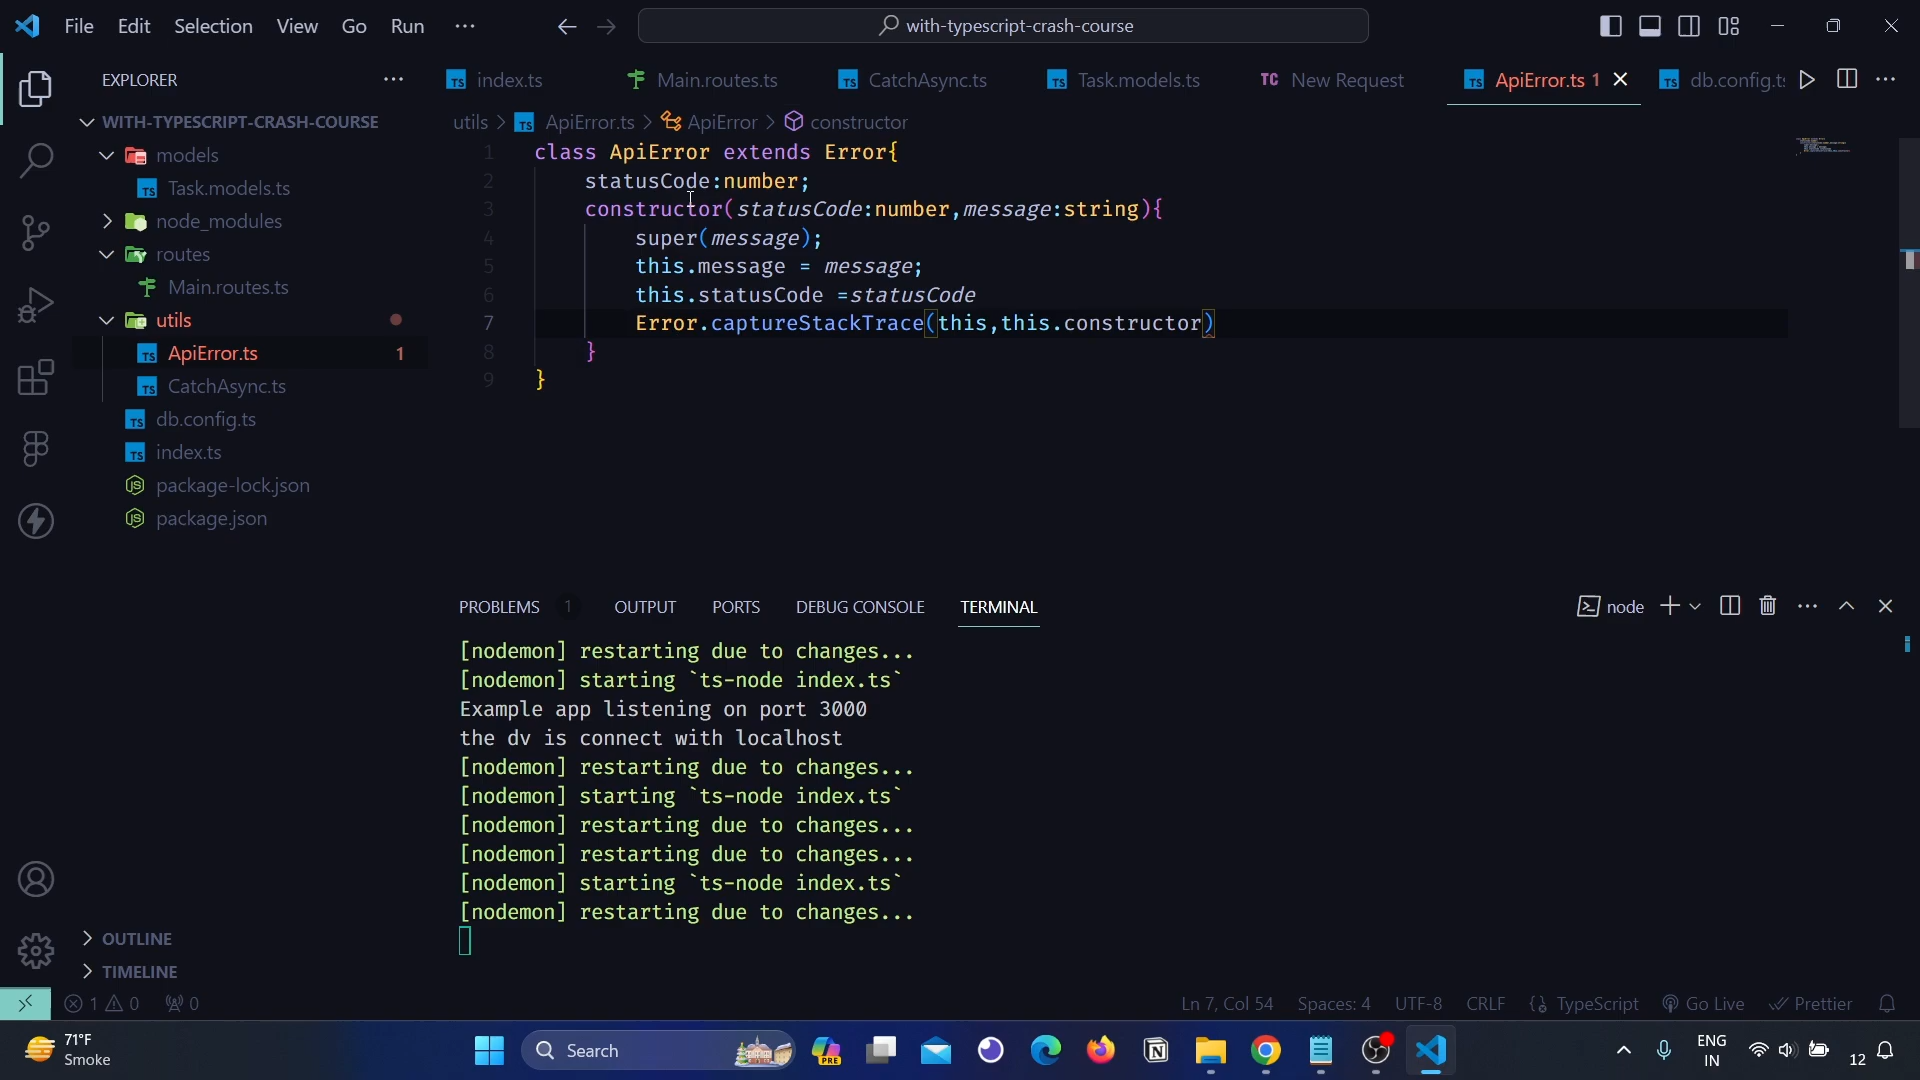 File Edit Selection View Go Run ···
with-typescript-crash-course
EXPLORER ···
index.ts Main.routes.ts CatchAsync.ts Task.models.ts TC New Request ApiError.ts 1 db.config.ts
WITH-TYPESCRIPT-CRASH-COURSE
utils > ApiError.ts > ApiError > constructor
models
Task.models.ts
node_modules
routes
Main.routes.ts
utils
ApiError.ts 1
CatchAsync.ts
db.config.ts
index.ts
package-lock.json
package.json
1 class ApiError extends Error{
2 statusCode:number;
3 constructor(statusCode:number,message:string){
4 super(message);
5 this.message = message;
6 this.statusCode =statusCode
7 Error.captureStackTrace(this,this.constructor)
8 }
9 }
PROBLEMS 1 OUTPUT PORTS DEBUG CONSOLE TERMINAL node
[nodemon] restarting due to changes...
[nodemon] starting `ts-node index.ts`
Example app listening on port 3000
the dv is connect with localhost
[nodemon] restarting due to changes...
[nodemon] starting `ts-node index.ts`
[nodemon] restarting due to changes...
[nodemon] restarting due to changes...
[nodemon] starting `ts-node index.ts`
[nodemon] restarting due to changes...
OUTLINE
TIMELINE
1 0 0 Ln 7, Col 54 Spaces: 4 UTF-8 CRLF TypeScript Go Live Prettier
71°F
Smoke
Search
PRE
ENG
IN
12